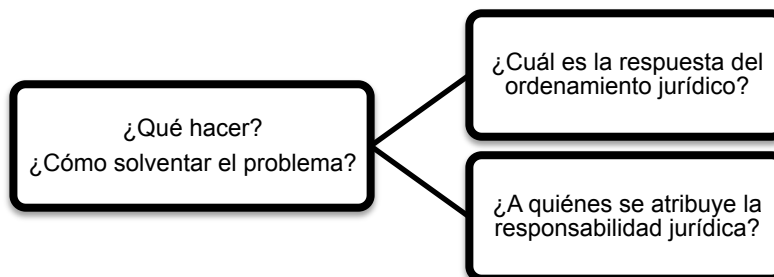 ¿Qué hacer?
¿Cómo solventar el problema?
¿Cuál es la respuesta del
ordenamiento jurídico?
¿A quiénes se atribuye la
responsabilidad jurídica?